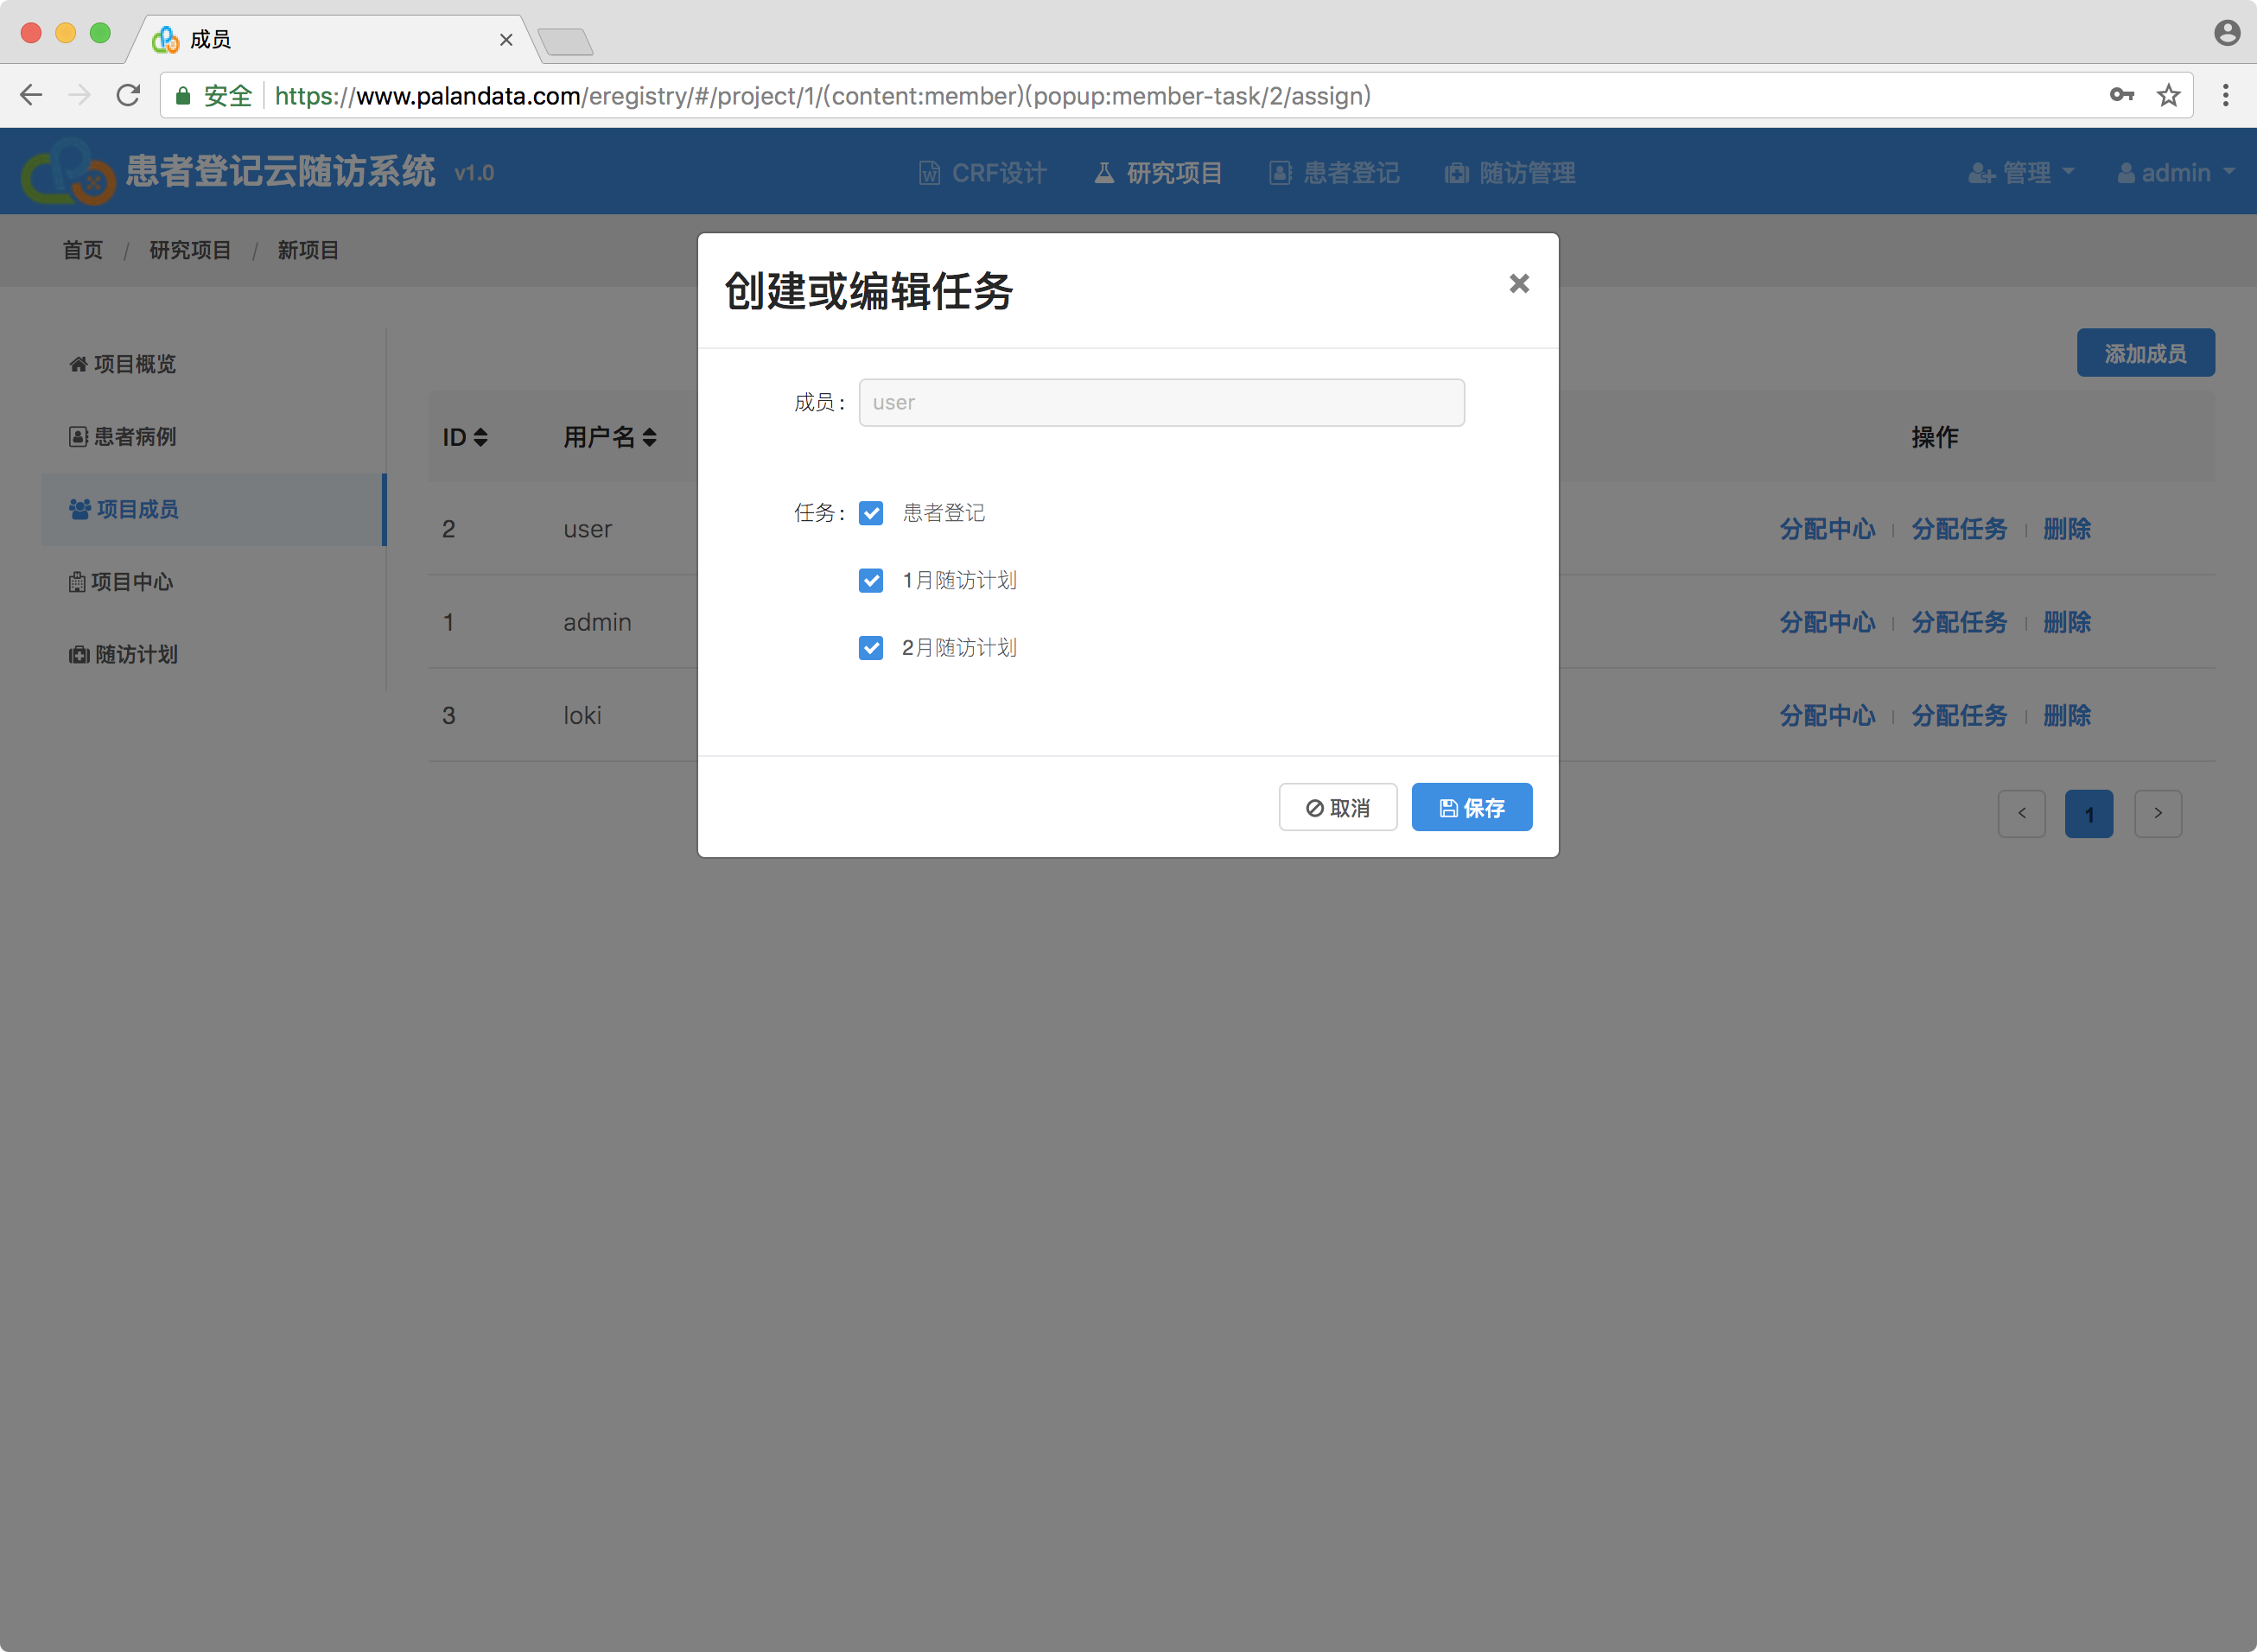 成员
安全 https://www.palandata.com/eregistry/#/project/1/(content:member)(popup:member-task/2/assign)
患者登记云随访系统 v1.0 CRF设计 研究项目 患者登记 随访管理 管理 admin
首页 / 研究项目 / 新项目
创建或编辑任务
项目概览
患者病例
项目成员
项目中心
随访计划
添加成员
ID 用户名 操作
2 user 分配中心 分配任务 删除
1 admin 分配中心 分配任务 删除
3 loki 分配中心 分配任务 删除
< 1 >
成员: user
任务: 患者登记
1月随访计划
2月随访计划
取消 保存